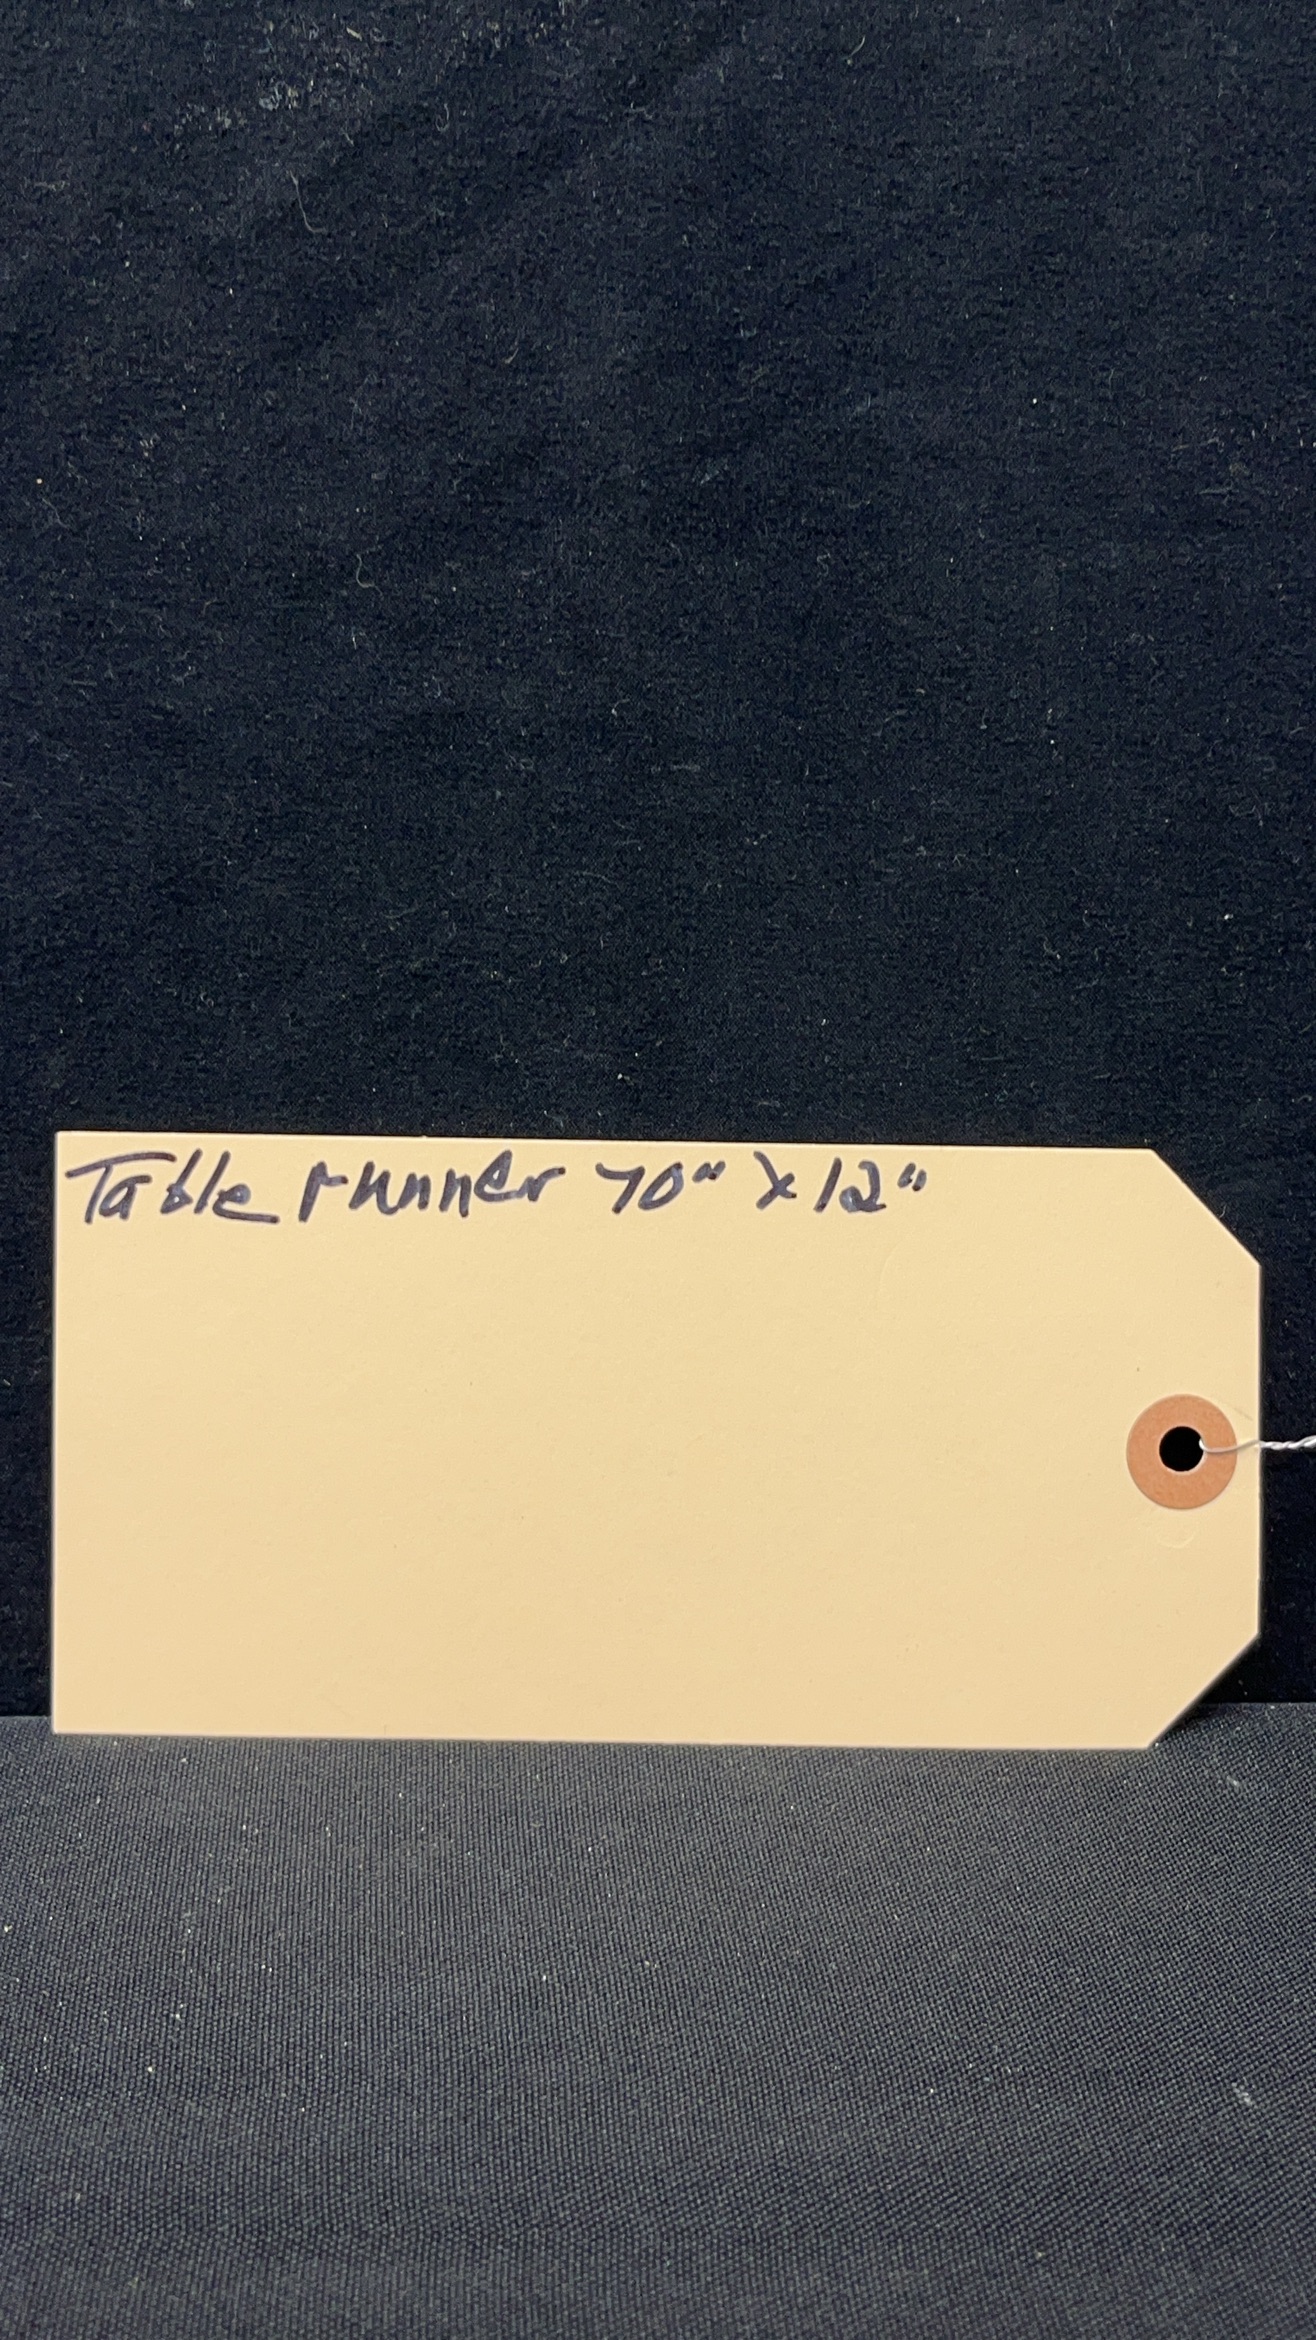 Table runner 70" x 12"